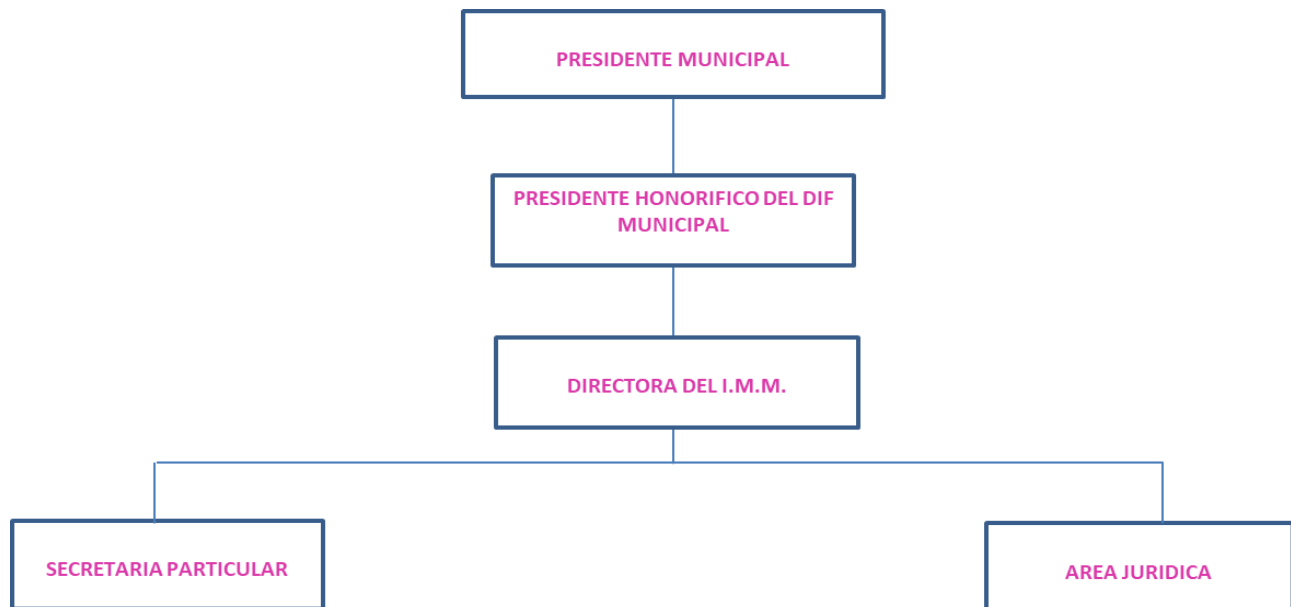 PRESIDENTE MUNICIPAL
PRESIDENTE HONORIFICO DEL DIF
MUNICIPAL
DIRECTORA DEL I.M.M.
SECRETARIA PARTICULAR
AREA JURIDICA